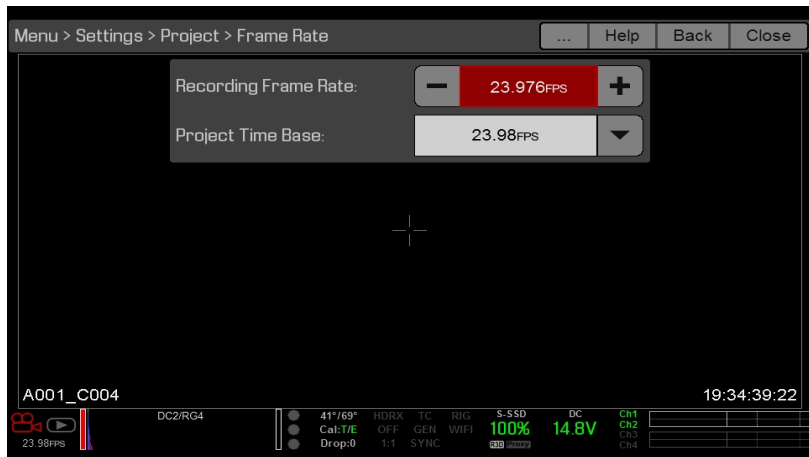 Menu > Settings > Project > Frame Rate ... Help Back Close
Recording Frame Rate: − 23.976FPS +
Project Time Base: 23.98FPS
A001_C004 19:34:39:22
DC2/RG4 41°/69° HDRX TC RIG S-SSD DC Ch1
Cal:T/E OFF GEN WIFI 100% 14.8V Ch2
Ch3
23.98FPS Drop:0 1:1 SYNC R3D Proxy Ch4